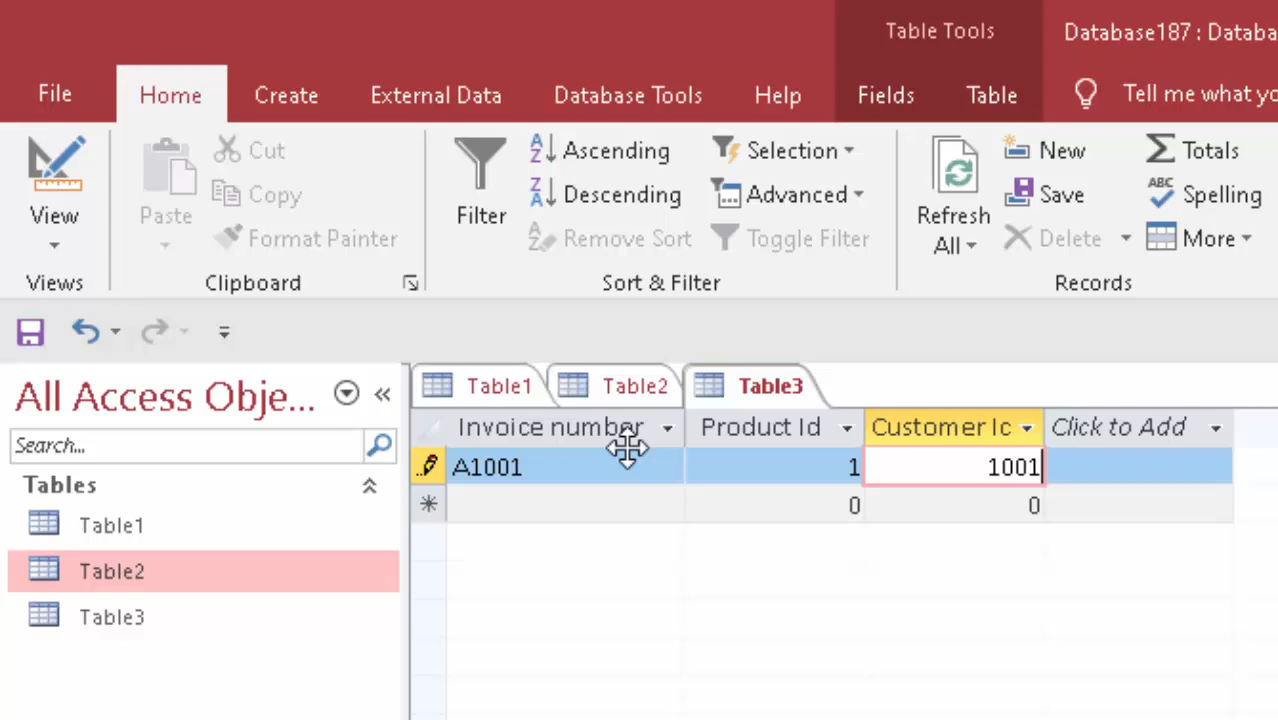 Table Tools
Database187 : Databa
File
Home
Create
External Data
Database Tools
Help
Fields
Table
Tell me what yo
View
Views
Paste
Cut
Copy
Format Painter
Clipboard
Filter
Ascending
Descending
Remove Sort
Selection
Advanced
Toggle Filter
Sort & Filter
Refresh
All
New
Save
Delete
Totals
Spelling
More
Records
All Access Obje... «
Search...
Tables
Table1
Table2
Table3
Table1 Table2 Table3
Invoice number Product Id Customer Ic Click to Add
A1001 1 1001
* 0 0